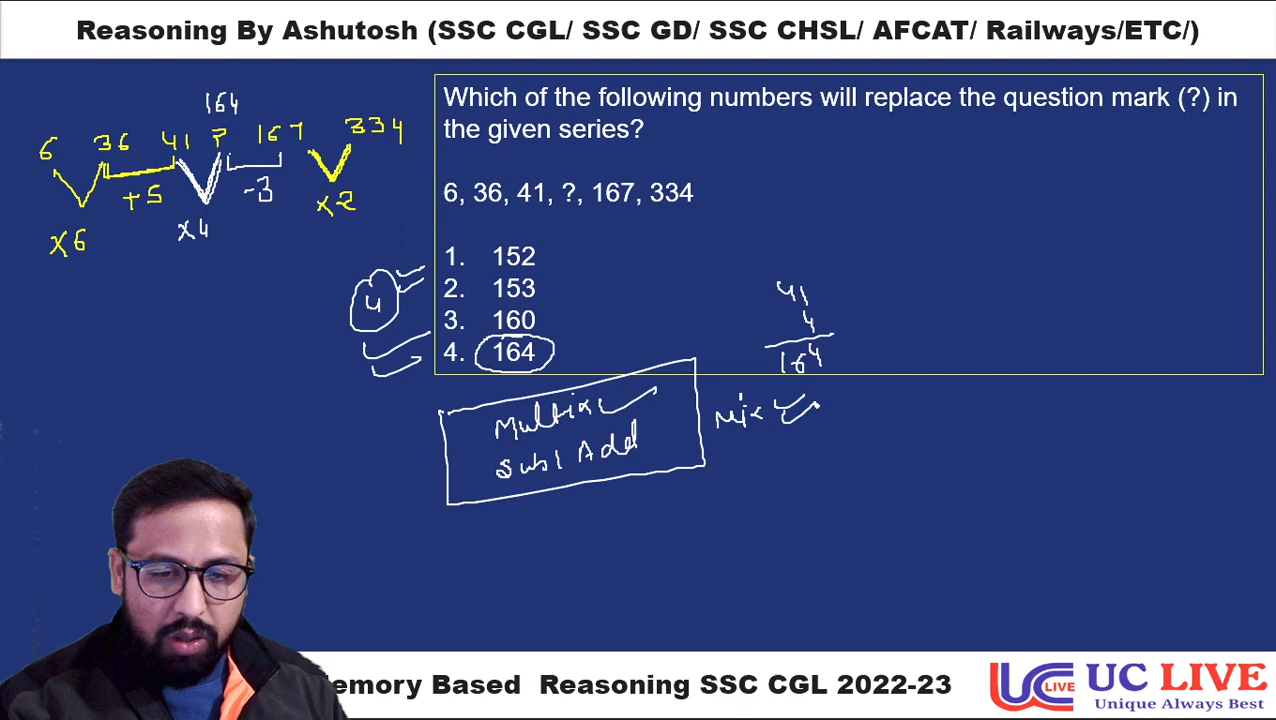 Reasoning By Ashutosh (SSC CGL/ SSC GD/ SSC CHSL/ AFCAT/ Railways/ETC/)
164
6 36 41 ? 167 334
+5 -3
x6 x4 x2
Which of the following numbers will replace the question mark (?) in
the given series?
6, 36, 41, ?, 167, 334
1. 152
2. 153
3. 160
4. 164
4
41
4
164
Sub1 Add
Mix
emory Based Reasoning SSC CGL 2022-23
UC LIVE
LIVE
Unique Always Best